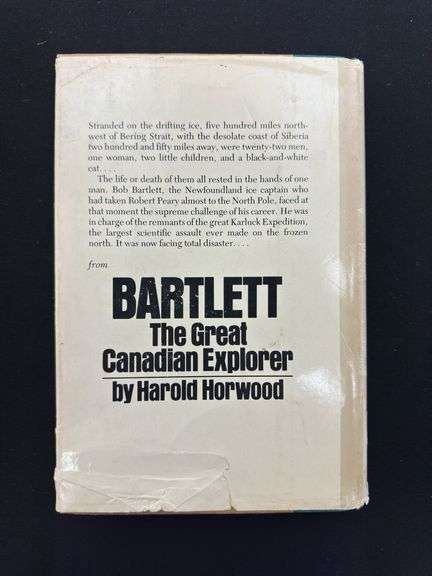 Stranded on the drifting ice, five hundred miles north-
west of Bering Strait, with the desolate coast of Siberia
two hundred and fifty miles away, were twenty-two men,
one woman, two little children, and a black-and-white
cat. . . .
The life or death of them all rested in the hands of one
man. Bob Bartlett, the Newfoundland ice captain who
had taken Robert Peary almost to the North Pole, faced at
that moment the supreme challenge of his career. He was
in charge of the remnants of the great Karluck Expedition,
the largest scientific assault ever made on the frozen
north. It was now facing total disaster . . . .
from
BARTLETT
The Great
Canadian Explorer
by Harold Horwood